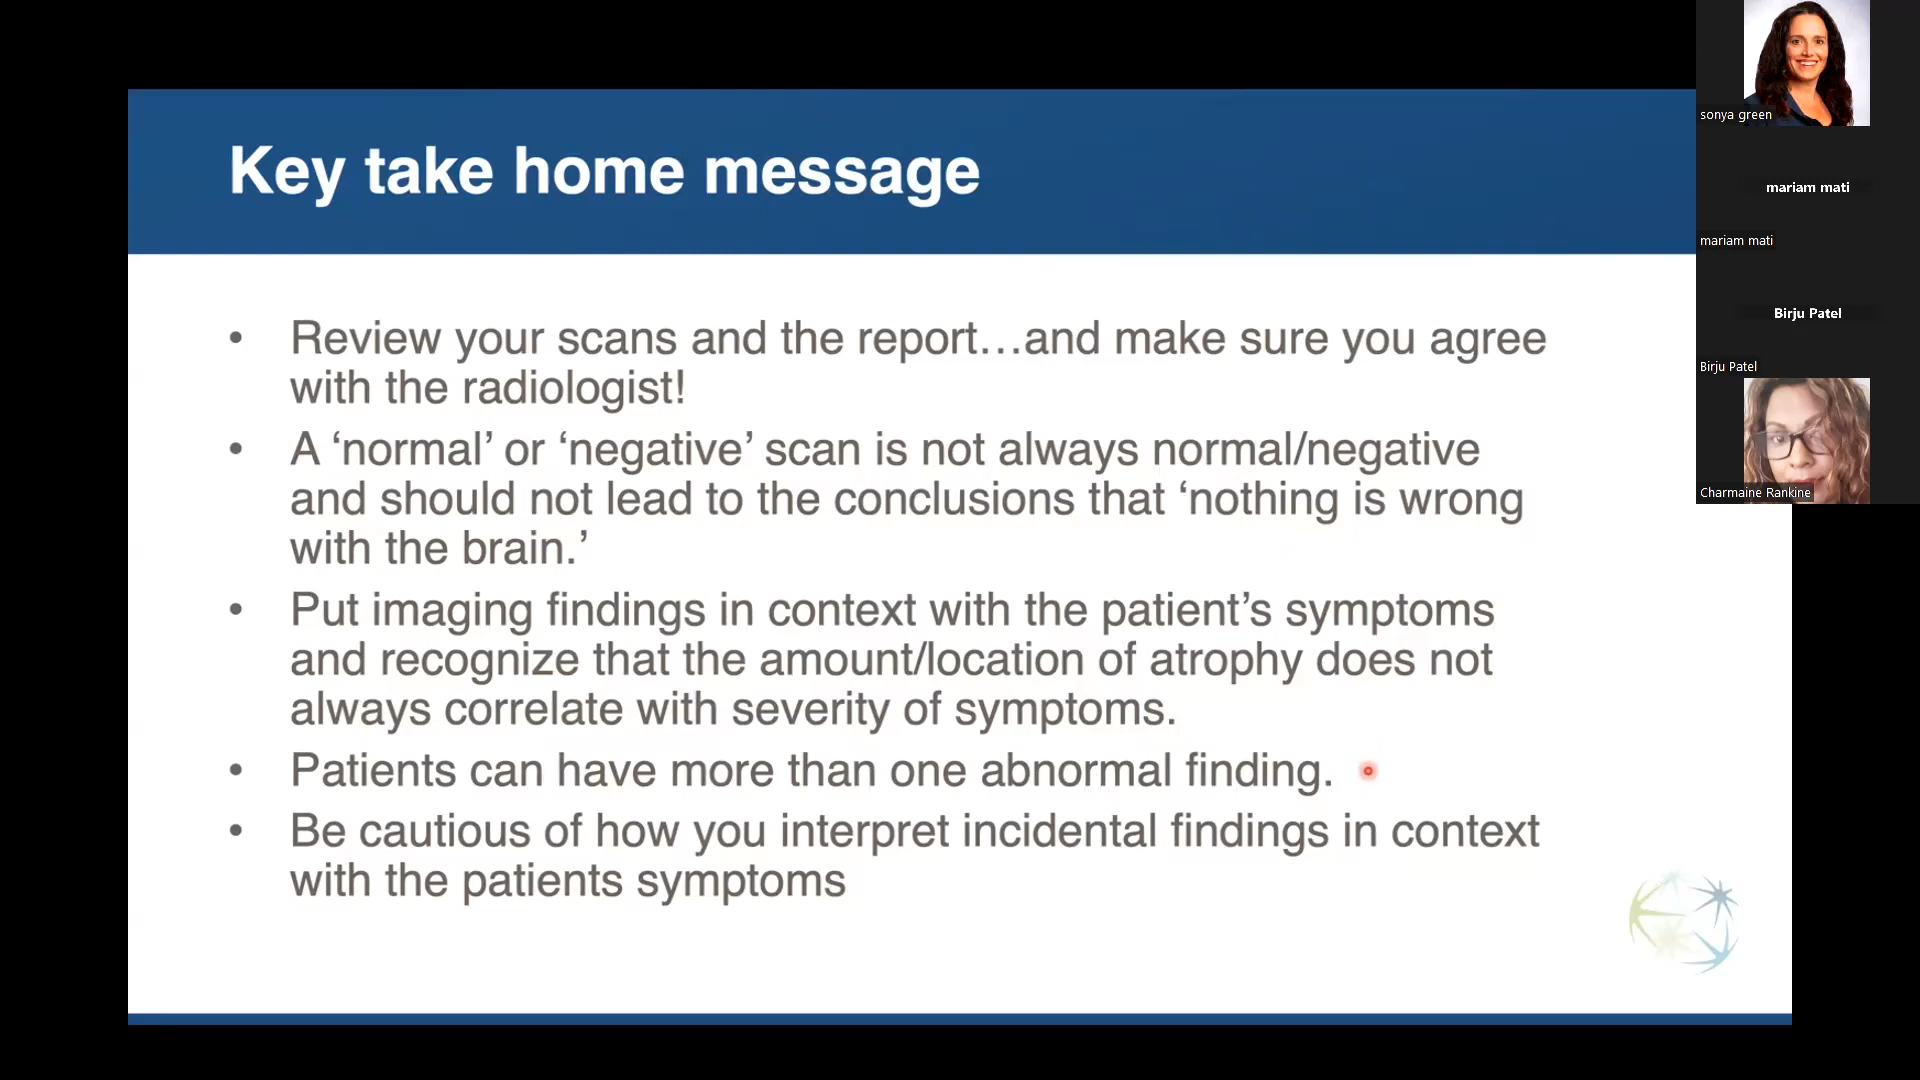 Key take home message
• Review your scans and the report…and make sure you agree
with the radiologist!
• A ‘normal’ or ‘negative’ scan is not always normal/negative
and should not lead to the conclusions that ‘nothing is wrong
with the brain.’
• Put imaging findings in context with the patient’s symptoms
and recognize that the amount/location of atrophy does not
always correlate with severity of symptoms.
• Patients can have more than one abnormal finding.
• Be cautious of how you interpret incidental findings in context
with the patients symptoms
sonya green
mariam mati
mariam mati
Birju Patel
Birju Patel
Charmaine Rankine